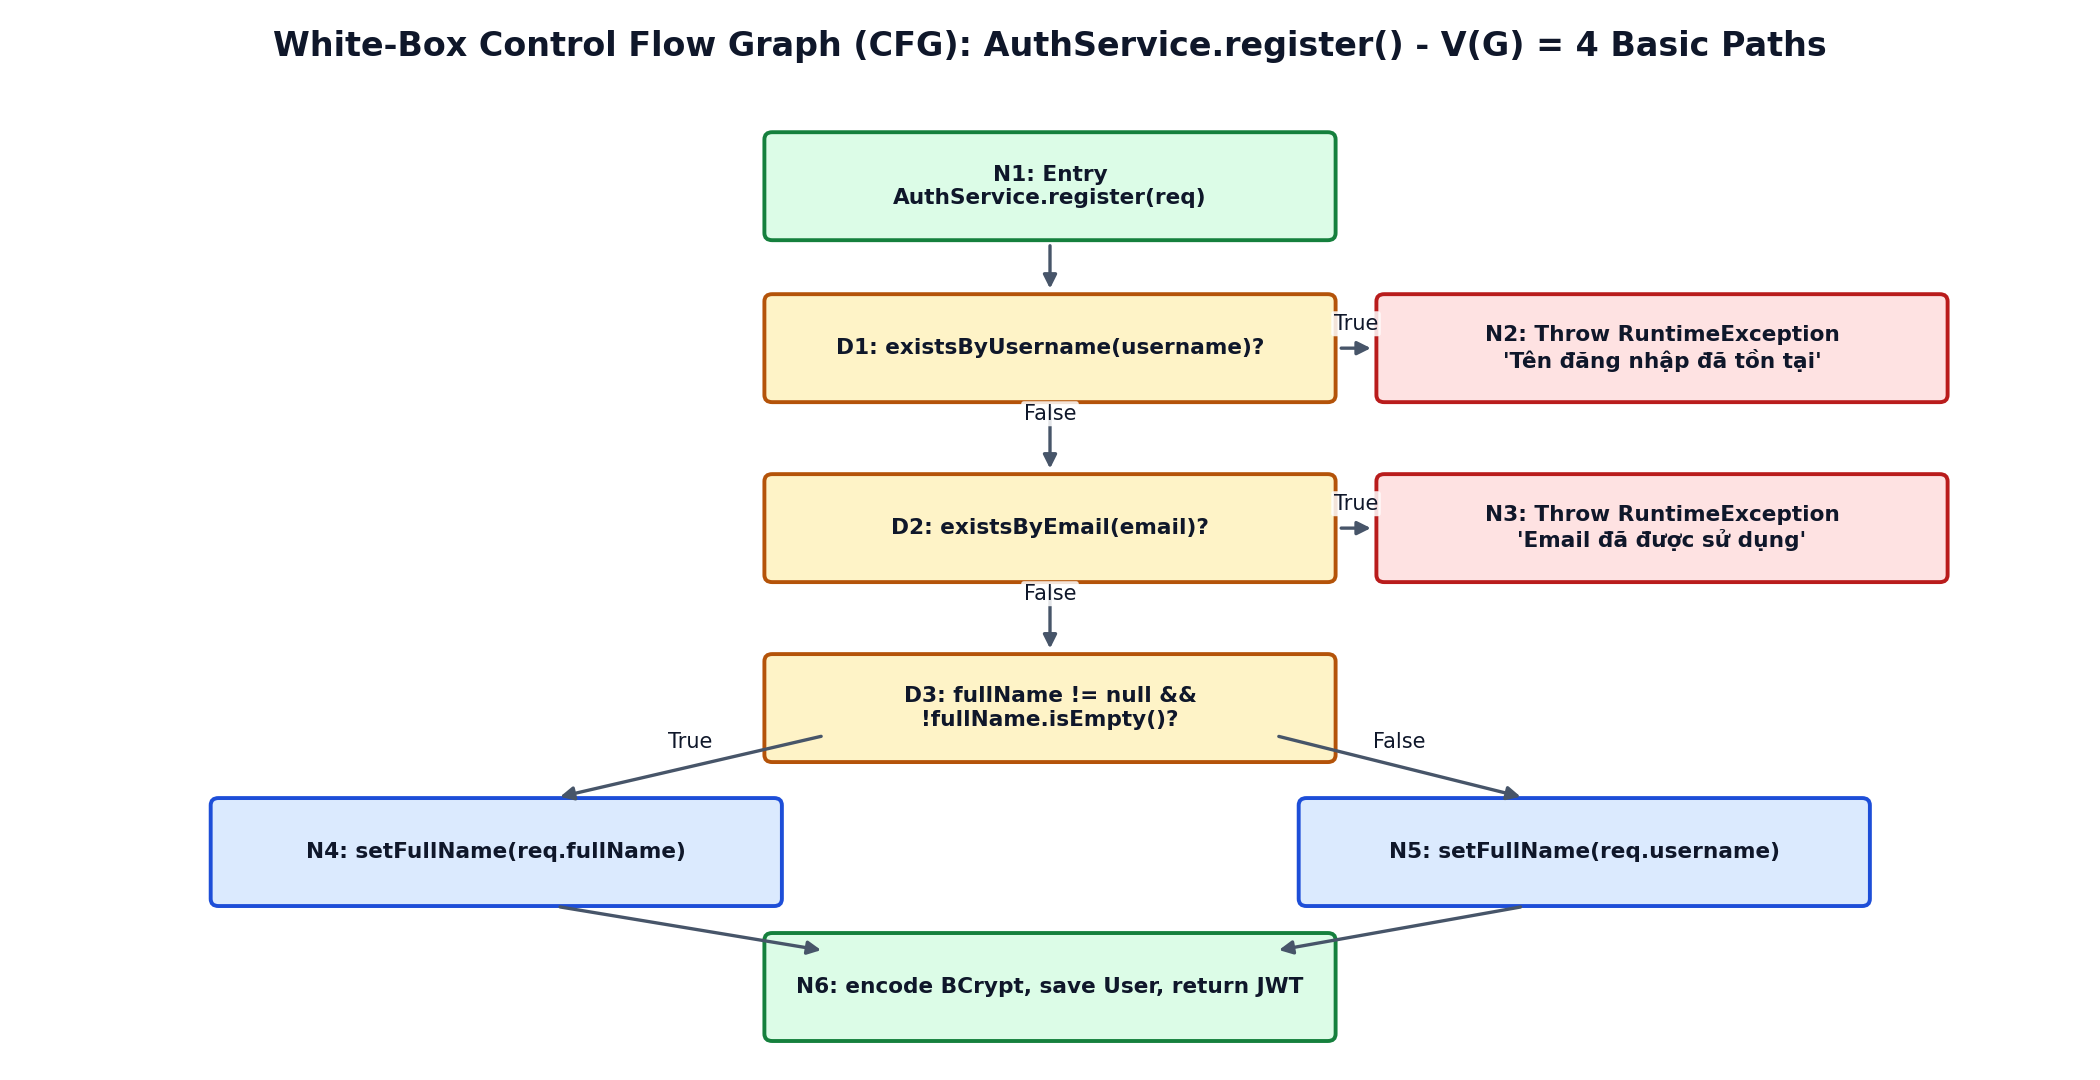 White-Box Control Flow Graph (CFG): AuthService.register() - V(G) = 4 Basic Paths
N1: Entry
AuthService.register(req)
D1: existsByUsername(username)?
True
N2: Throw RuntimeException
'Tên đăng nhập đã tồn tại'
False
D2: existsByEmail(email)?
True
N3: Throw RuntimeException
'Email đã được sử dụng'
False
D3: fullName != null &&
!fullName.isEmpty()?
True
False
N4: setFullName(req.fullName)
N5: setFullName(req.username)
N6: encode BCrypt, save User, return JWT